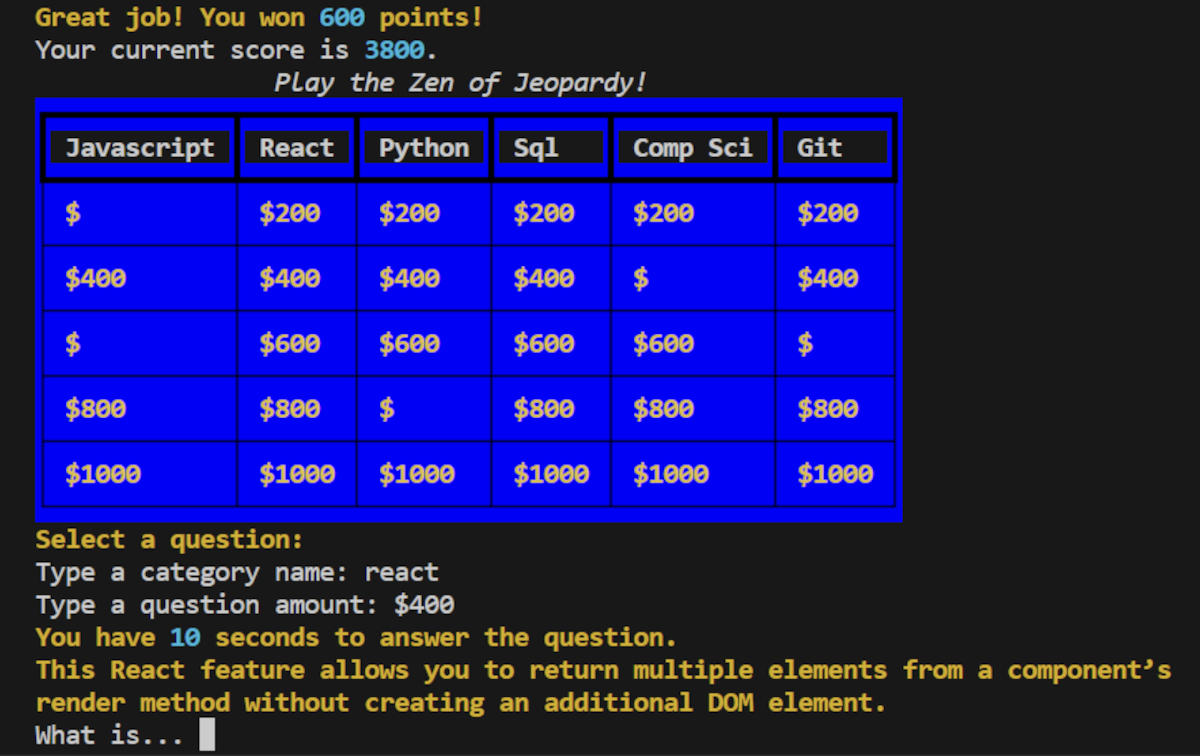 Great job! You won 600 points!
Your current score is 3800.
Play the Zen of Jeopardy!
Javascript React Python Sql Comp Sci Git
$ $200 $200 $200 $200 $200
$400 $400 $400 $400 $ $400
$ $600 $600 $600 $600 $
$800 $800 $ $800 $800 $800
$1000 $1000 $1000 $1000 $1000 $1000
Select a question:
Type a category name: react
Type a question amount: $400
You have 10 seconds to answer the question.
This React feature allows you to return multiple elements from a component’s
render method without creating an additional DOM element.
What is...